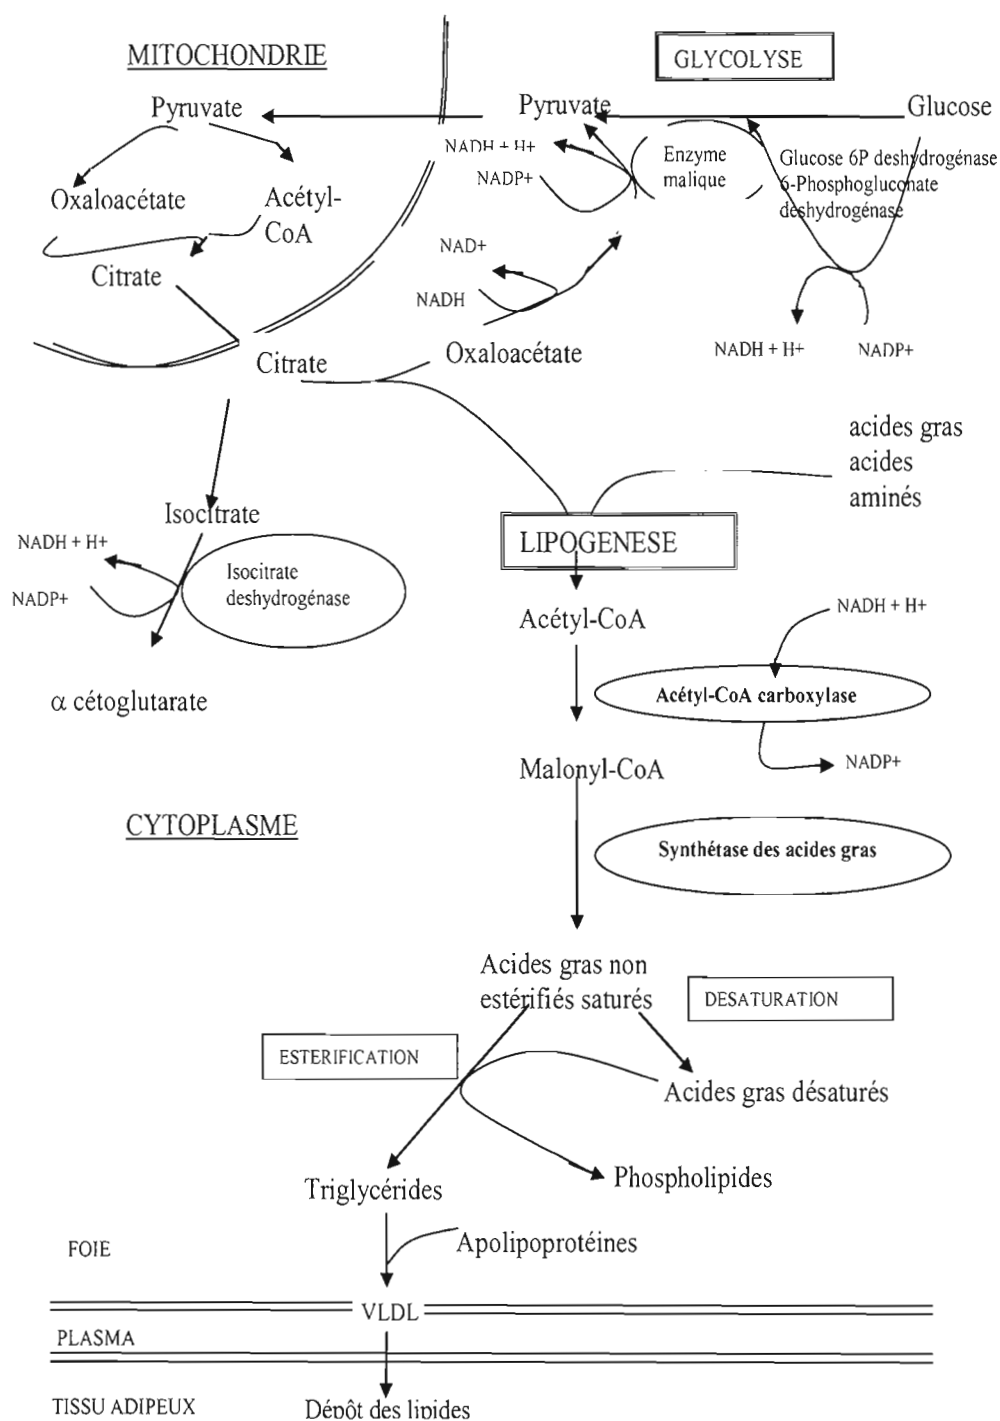 MITOCHONDRIE
GLYCOLYSE
Pyruvate
Pyruvate
Glucose
NADH + H+
Enzyme
malique
Glucose 6P deshydrogénase
6-Phosphogluconate
deshydrogénase
NADP+
Oxaloacétate
Acétyl-
CoA
NAD+
Citrate
NADH
Oxaloacétate
NADH + H+
NADP+
Citrate
acides gras
acides
aminés
Isocitrate
LIPOGENESE
NADH + H+
Isocitrate
deshydrogénase
NADP+
Acétyl-CoA
NADH + H+
α cétoglutarate
Acétyl-CoA carboxylase
Malonyl-CoA
NADP+
CYTOPLASME
Synthétase des acides gras
Acides gras non
estérifiés saturés
DESATURATION
ESTERIFICATION
Acides gras désaturés
Triglycérides
Phospholipides
FOIE
Apolipoprotéines
VLDL
PLASMA
TISSU ADIPEUX
Dépôt des lipides